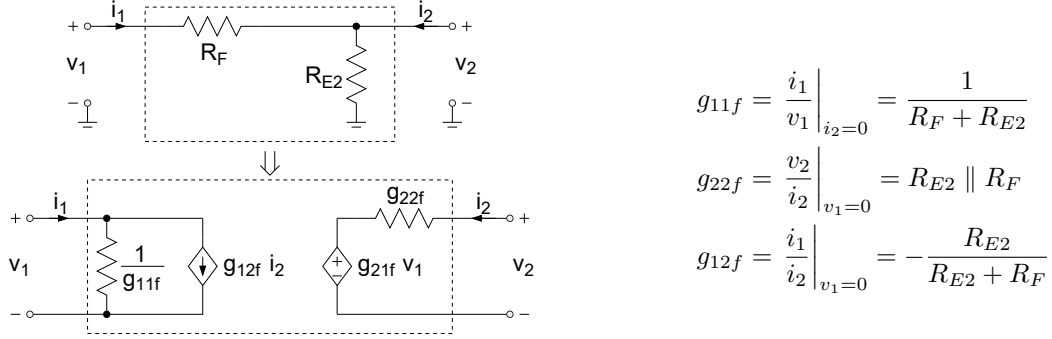 i1 i2
+ +
RF
v1 RE2 v2
- -
⇓
i1 g22f i2
+ +
v1 1/g11f g12f i2 + - g21f v1 v2
- -
g11f = i1/v1 |i2=0 = 1/(RF + RE2)
g22f = v2/i2 |v1=0 = RE2 ∥ RF
g12f = i1/i2 |v1=0 = -RE2/(RE2 + RF)